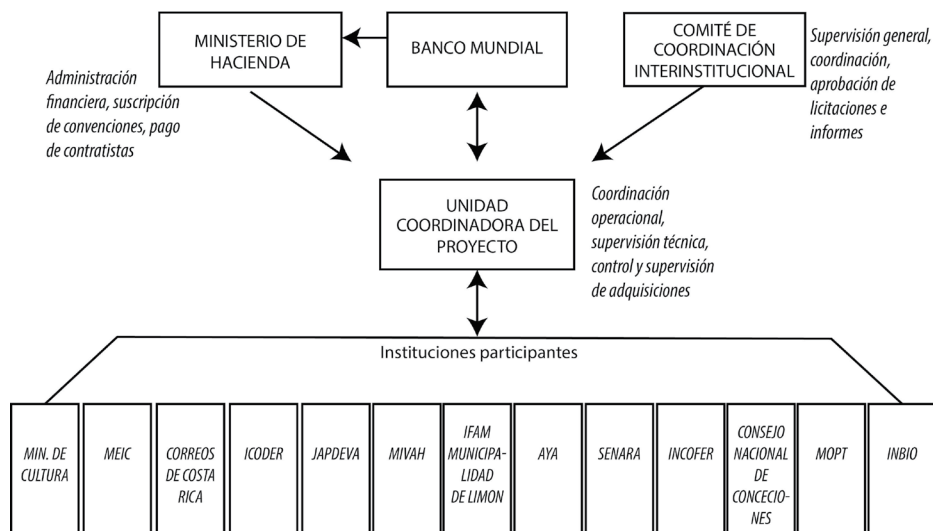 MINISTERIO DE
HACIENDA
BANCO MUNDIAL
COMITÉ DE
COORDINACIÓN
INTERINSTITUCIONAL
Supervisión general,
coordinación,
aprobación de
licitaciones e
informes
Administración
financiera, suscripción
de convenciones, pago
de contratistas
UNIDAD
COORDINADORA DEL
PROYECTO
Coordinación
operacional,
supervisión técnica,
control y supervisión
de adquisiciones
Instituciones participantes
MIN. DE
CULTURA
MEIC
CORREOS
DE COSTA
RICA
ICODER
JAPDEVA
MIVAH
IFAM
MUNICIPA-
LIDAD
DE LIMON
AYA
SENARA
INCOFER
CONSEJO
NACIONAL
DE
CONCECIO-
NES
MOPT
INBIO